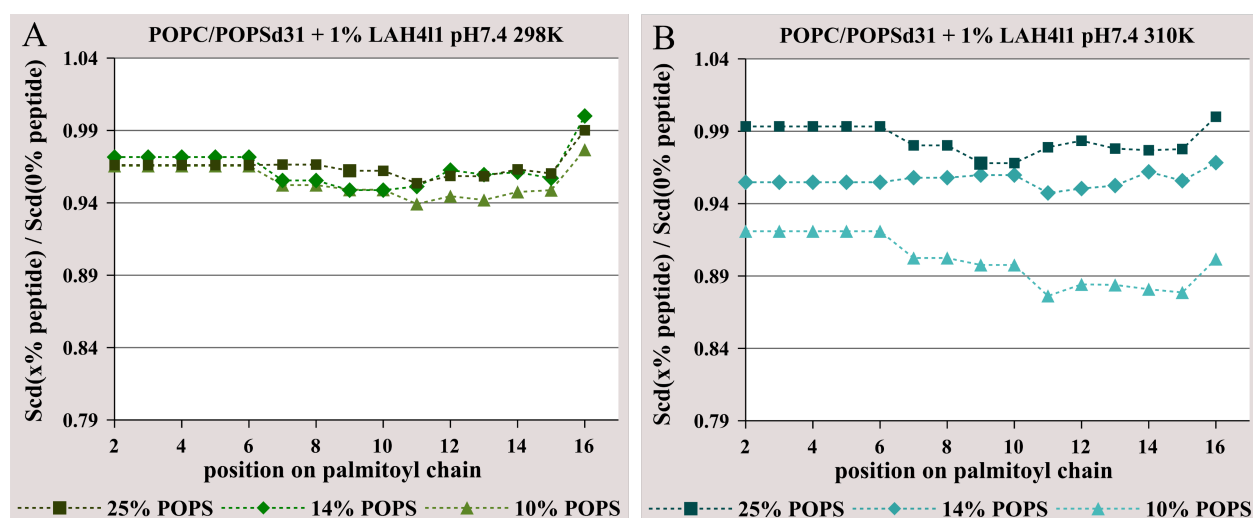 A
POPC/POPSd31 + 1% LAH4l1 pH7.4 298K
Scd(x% peptide) / Scd(0% peptide)
1.04
0.99
0.94
0.89
0.84
0.79
2 4 6 8 10 12 14 16
position on palmitoyl chain
25% POPS 14% POPS 10% POPS
B
POPC/POPSd31 + 1% LAH4l1 pH7.4 310K
Scd(x% peptide) / Scd(0% peptide)
1.04
0.99
0.94
0.89
0.84
0.79
2 4 6 8 10 12 14 16
position on palmitoyl chain
25% POPS 14% POPS 10% POPS